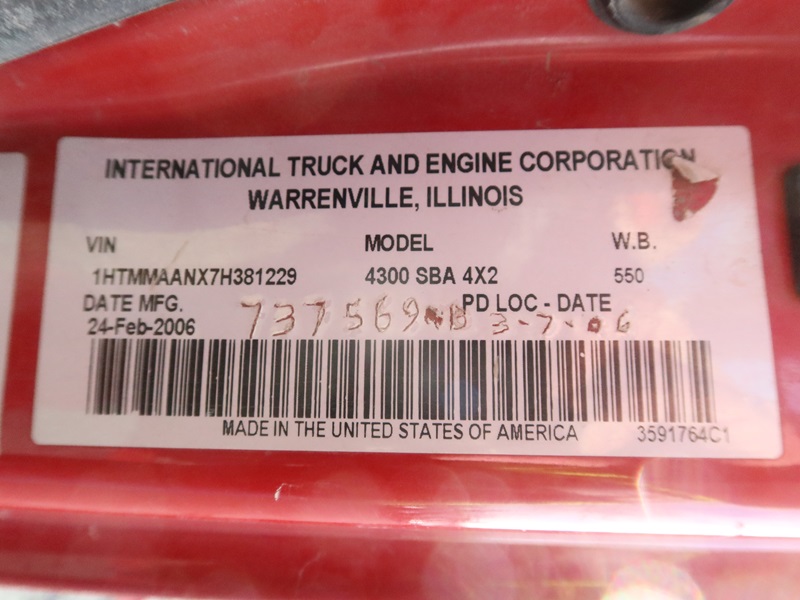 INTERNATIONAL TRUCK AND ENGINE CORPORATION
WARRENVILLE, ILLINOIS
VIN MODEL W.B.
1HTMMAANX7H381229 4300 SBA 4X2 550
DATE MFG. PD LOC - DATE
24-Feb-2006 737569 3-7-06
MADE IN THE UNITED STATES OF AMERICA 3591764C1